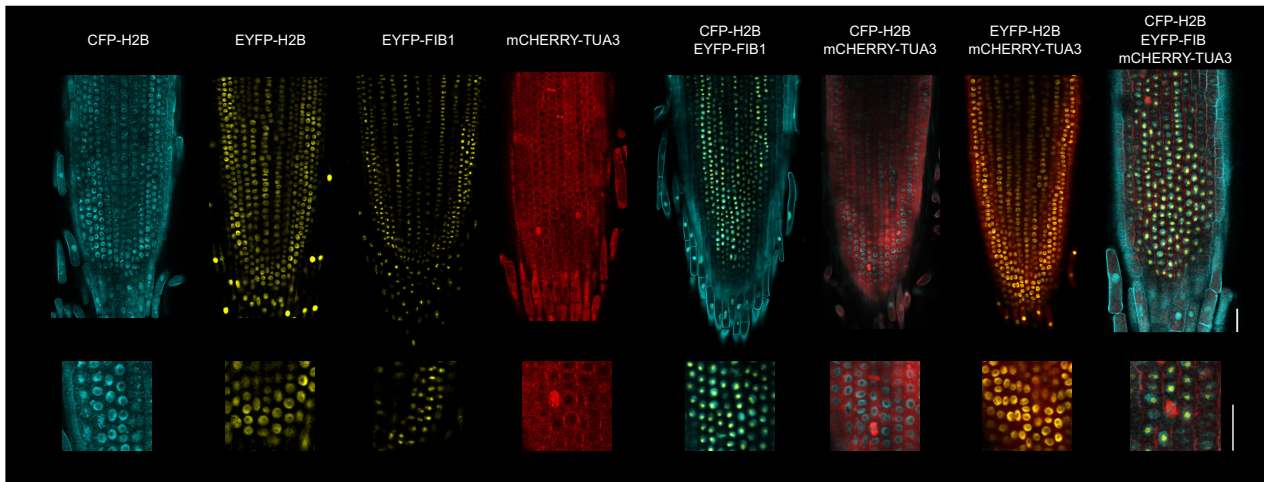 CFP-H2B
EYFP-H2B
EYFP-FIB1
mCHERRY-TUA3
CFP-H2B
EYFP-FIB1
CFP-H2B
mCHERRY-TUA3
EYFP-H2B
mCHERRY-TUA3
CFP-H2B
EYFP-FIB
mCHERRY-TUA3